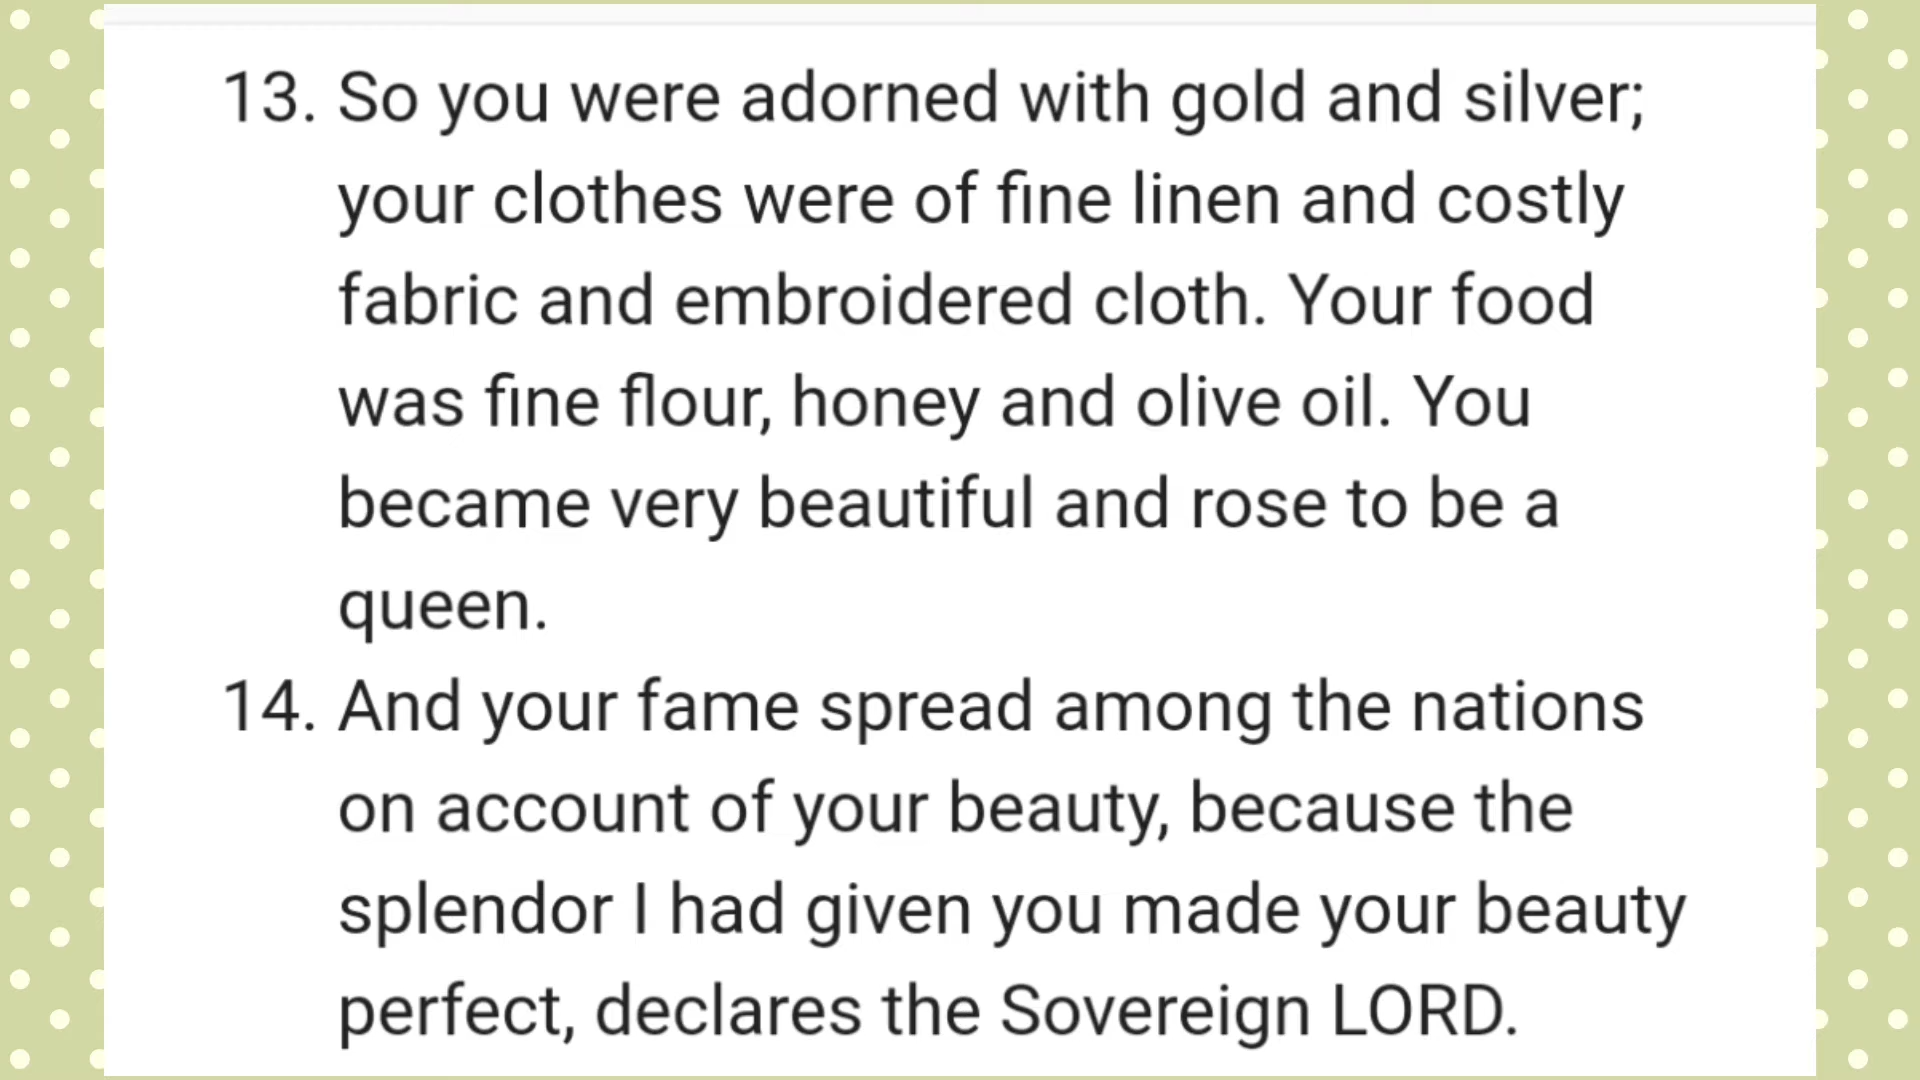 13. So you were adorned with gold and silver;
your clothes were of fine linen and costly
fabric and embroidered cloth. Your food
was fine flour, honey and olive oil. You
became very beautiful and rose to be a
queen.
14. And your fame spread among the nations
on account of your beauty, because the
splendor I had given you made your beauty
perfect, declares the Sovereign LORD.